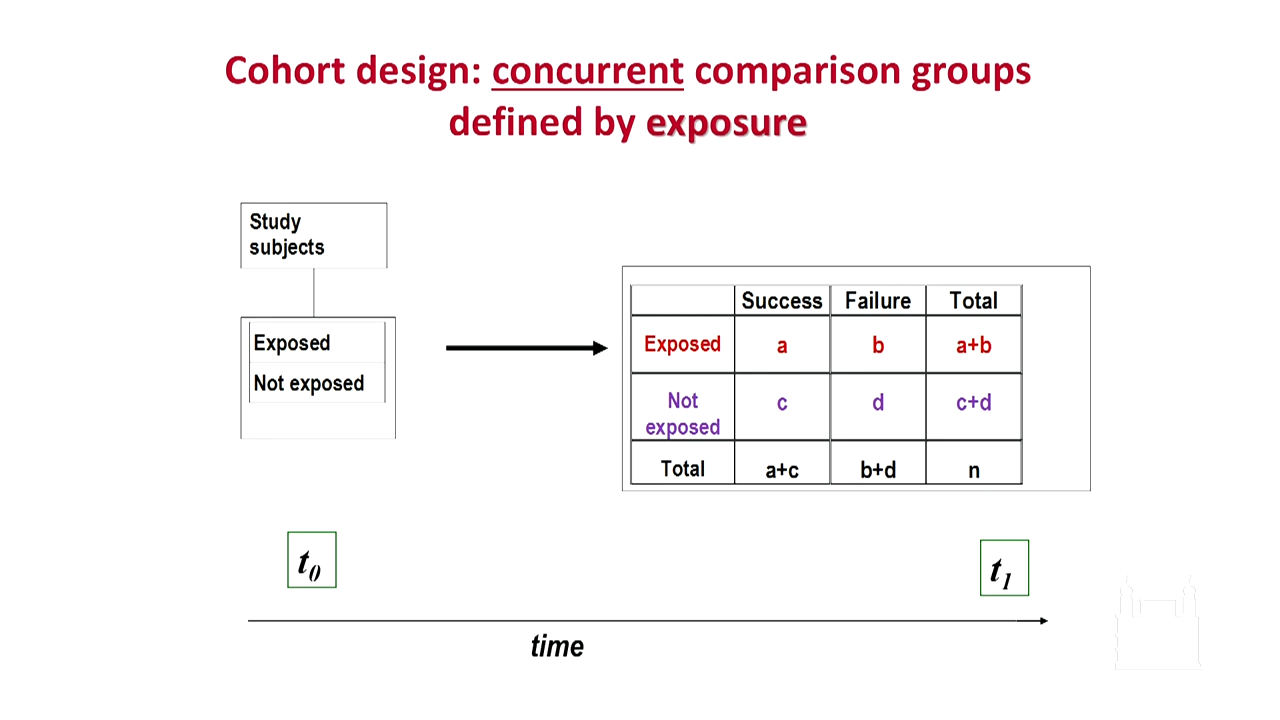 Cohort design: concurrent comparison groups
defined by exposure
Study
subjects
Exposed
Not exposed
Success Failure Total
Exposed a b a+b
Not
exposed c d c+d
Total a+c b+d n
t0
t1
time